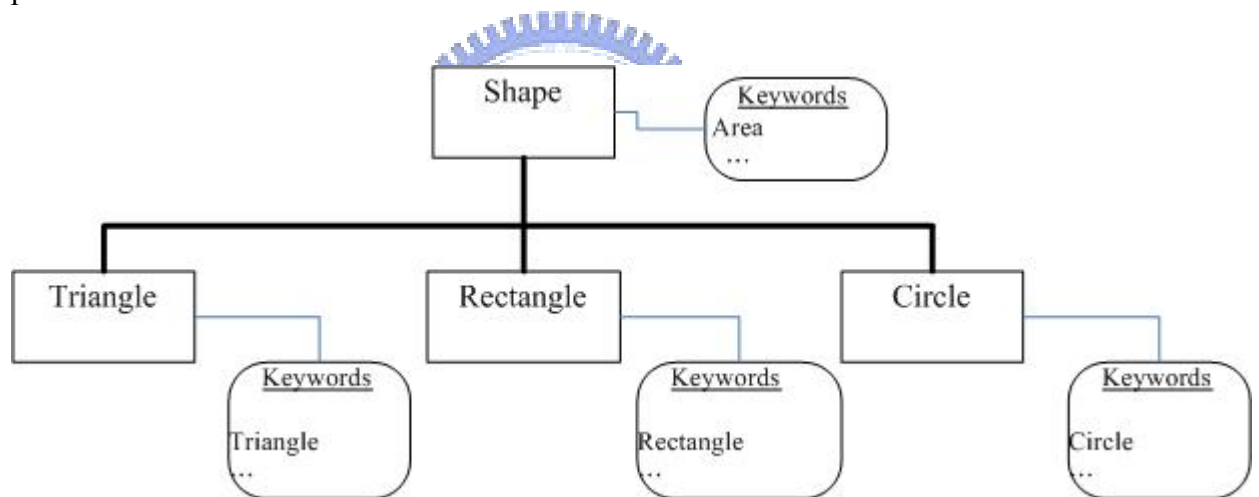 Shape
Keywords
Area
…
Triangle
Rectangle
Circle
Keywords
Triangle
…
Keywords
Rectangle
…
Keywords
Circle
…